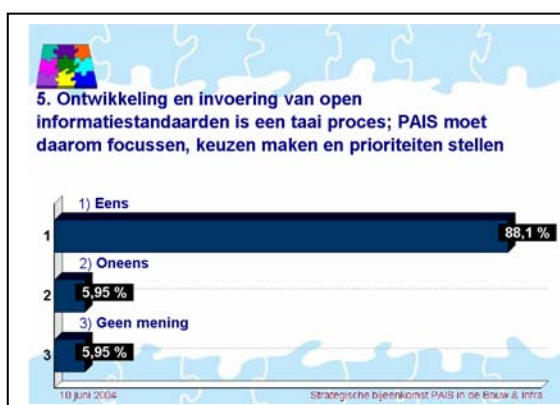 5. Ontwikkeling en invoering van open
informatiestandaarden is een taai proces; PAIS moet
daarom focussen, keuzen maken en prioriteiten stellen
1) Eens
1
88,1 %
2) Oneens
2
5,95 %
3) Geen mening
3
5,95 %
10 juni 2004
Strategische bijeenkomst PAIS in de Bouw & Infra